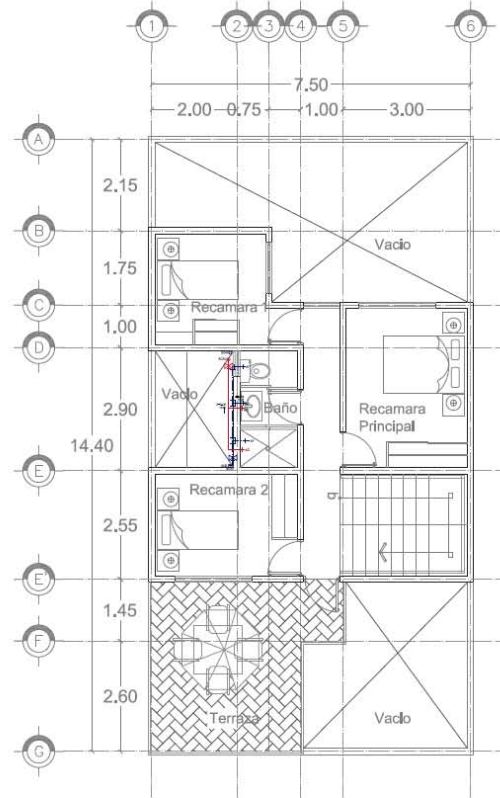 1 2 3 4 5 6
7.50
2.00 0.75 1.00 3.00
A
2.15
Vacio
B
1.75
C
Recamara 1
1.00
D
Vacio
Baño
2.90
Recamara
Principal
14.40
E
Recamara 2
b
2.55
E'
1.45
F
2.60
Terraza
Vacio
G